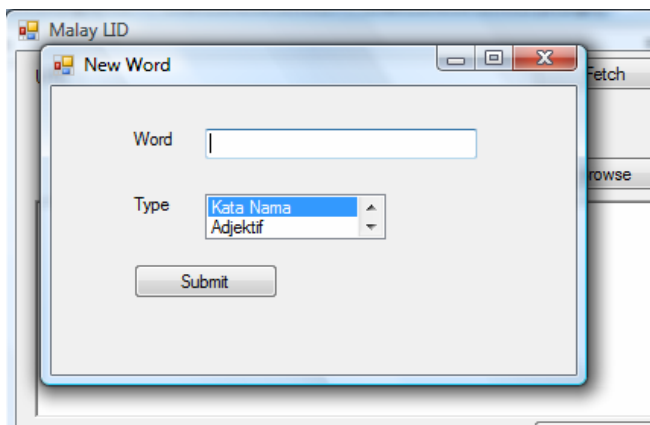 Malay LID
New Word
Fetch
Word
rowse
Type
Kata Nama
Adjektif
Submit